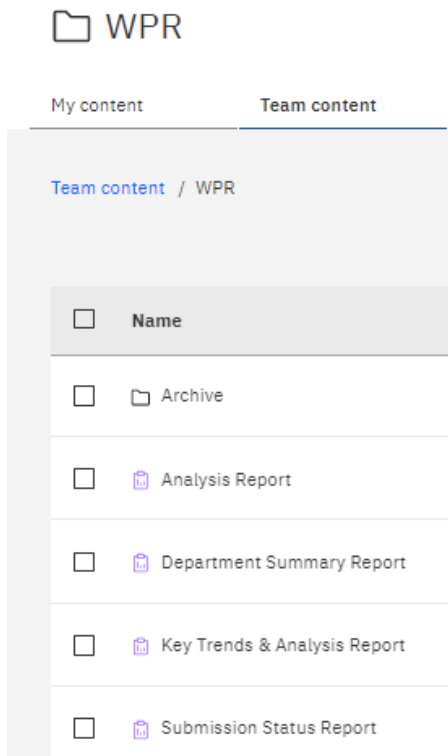 WPR
My content Team content
Team content / WPR
Name
Archive
Analysis Report
Department Summary Report
Key Trends & Analysis Report
Submission Status Report